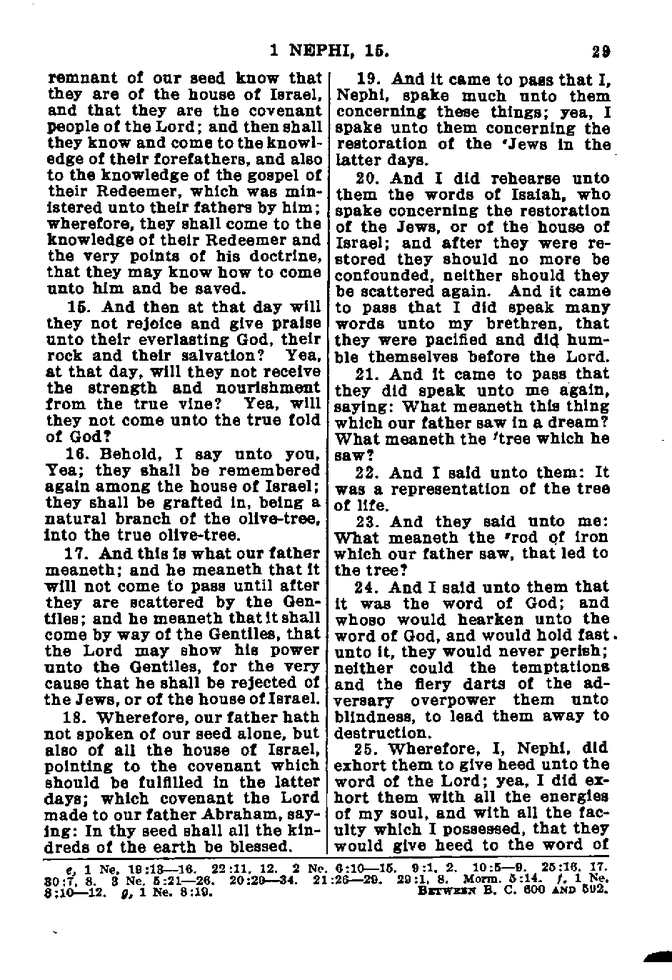 1 NEPHI, 15.
29
remnant of our seed know that
they are of the house of Israel,
and that they are the covenant
people of the Lord; and then shall
they know and come to the knowl-
edge of their forefathers, and also
to the knowledge of the gospel of
their Redeemer, which was min-
istered unto their fathers by him;
wherefore, they shall come to the
knowledge of their Redeemer and
the very points of his doctrine,
that they may know how to come
unto him and be saved.
15. And then at that day will
they not rejoice and give praise
unto their everlasting God, their
rock and their salvation? Yea,
at that day, will they not receive
the strength and nourishment
from the true vine? Yea, will
they not come unto the true fold
of God?
16. Behold, I say unto you,
Yea; they shall be remembered
again among the house of Israel;
they shall be grafted in, being a
natural branch of the olive-tree,
into the true olive-tree.
17. And this is what our father
meaneth; and he meaneth that it
will not come to pass until after
they are scattered by the Gen-
tiles; and he meaneth that it shall
come by way of the Gentiles, that
the Lord may show his power
unto the Gentiles, for the very
cause that he shall be rejected of
the Jews, or of the house of Israel.
18. Wherefore, our father hath
not spoken of our seed alone, but
also of all the house of Israel,
pointing to the covenant which
should be fulfilled in the latter
days; which covenant the Lord
made to our father Abraham, say-
ing: In thy seed shall all the kin-
dreds of the earth be blessed.
19. And it came to pass that I,
Nephi, spake much unto them
concerning these things; yea, I
spake unto them concerning the
restoration of the eJews in the
latter days.
20. And I did rehearse unto
them the words of Isaiah, who
spake concerning the restoration
of the Jews, or of the house of
Israel; and after they were re-
stored they should no more be
confounded, neither should they
be scattered again. And it came
to pass that I did speak many
words unto my brethren, that
they were pacified and did hum-
ble themselves before the Lord.
21. And it came to pass that
they did speak unto me again,
saying: What meaneth this thing
which our father saw in a dream?
What meaneth the ftree which he
saw?
22. And I said unto them: It
was a representation of the tree
of life.
23. And they said unto me:
What meaneth the grod of iron
which our father saw, that led to
the tree?
24. And I said unto them that
it was the word of God; and
whoso would hearken unto the
word of God, and would hold fast
unto it, they would never perish;
neither could the temptations
and the fiery darts of the ad-
versary overpower them unto
blindness, to lead them away to
destruction.
25. Wherefore, I, Nephi, did
exhort them to give heed unto the
word of the Lord; yea, I did ex-
hort them with all the energies
of my soul, and with all the fac-
ulty which I possessed, that they
would give heed to the word of
e, 1 Ne. 19:13—16. 22:11, 12. 2 Ne. 6:10—15. 9:1, 2. 10:5—9. 25:16, 17.
30:7, 8. 3 Ne. 5:21—26. 20:29—34. 21:26—29. 29:1, 8. Morm. 5:14. f, 1 Ne.
8:10—12. g, 1 Ne. 8:19. BETWEEN B. C. 600 AND 592.